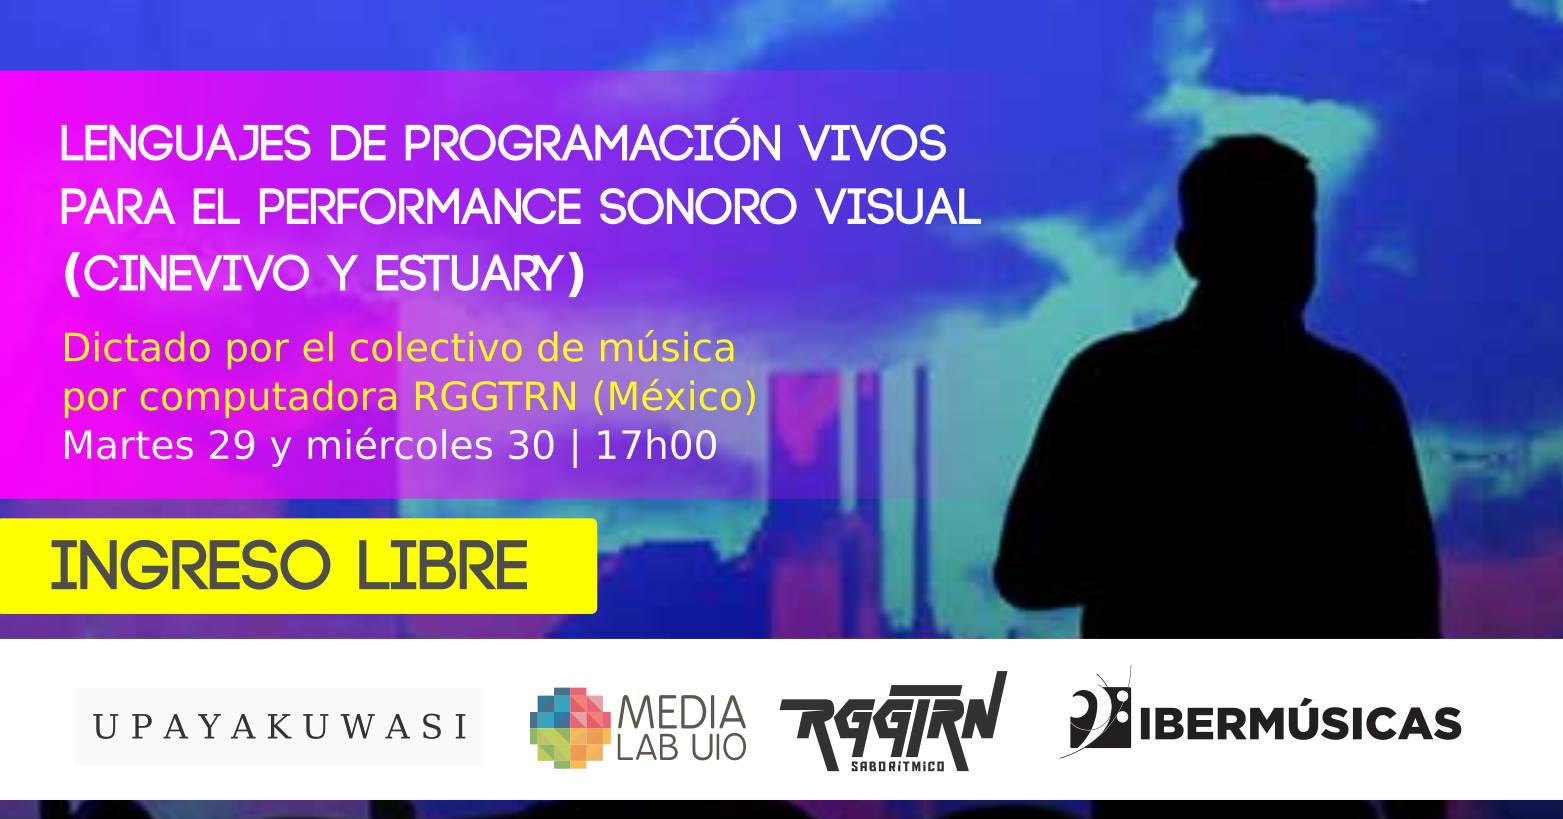 LENGUAJES DE PROGRAMACIÓN VIVOS
PARA EL PERFORMANCE SONORO VISUAL
(CINEVIVO Y ESTUARY)
Dictado por el colectivo de música
por computadora RGGTRN (México)
Martes 29 y miércoles 30 | 17h00
INGRESO LIBRE
UPAYAKUWASI
MEDIA
LAB UIO
RGGTRN
SABORÍTMICO
IBERMÚSICAS